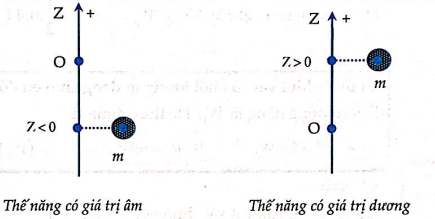 Z
+
O
Z<0
m
Thế năng có giá trị âm
Z
+
Z>0
m
O
Thế năng có giá trị dương